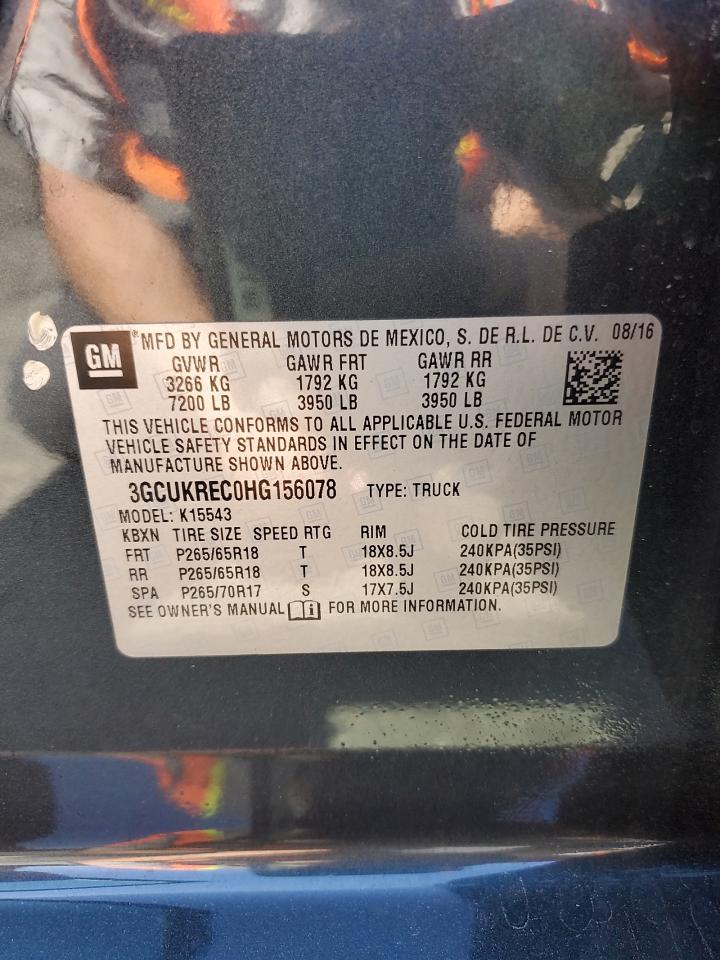 GM
MFD BY GENERAL MOTORS DE MEXICO, S. DE R.L. DE C.V. 08/16
GVWR GAWR FRT GAWR RR
3266 KG 1792 KG 1792 KG
7200 LB 3950 LB 3950 LB
THIS VEHICLE CONFORMS TO ALL APPLICABLE U.S. FEDERAL MOTOR
VEHICLE SAFETY STANDARDS IN EFFECT ON THE DATE OF
MANUFACTURE SHOWN ABOVE.
3GCUKREC0HG156078 TYPE: TRUCK
MODEL: K15543
KBXN TIRE SIZE SPEED RTG RIM COLD TIRE PRESSURE
FRT P265/65R18 T 18X8.5J 240KPA(35PSI)
RR P265/65R18 T 18X8.5J 240KPA(35PSI)
SPA P265/70R17 S 17X7.5J 240KPA(35PSI)
SEE OWNER'S MANUAL FOR MORE INFORMATION.